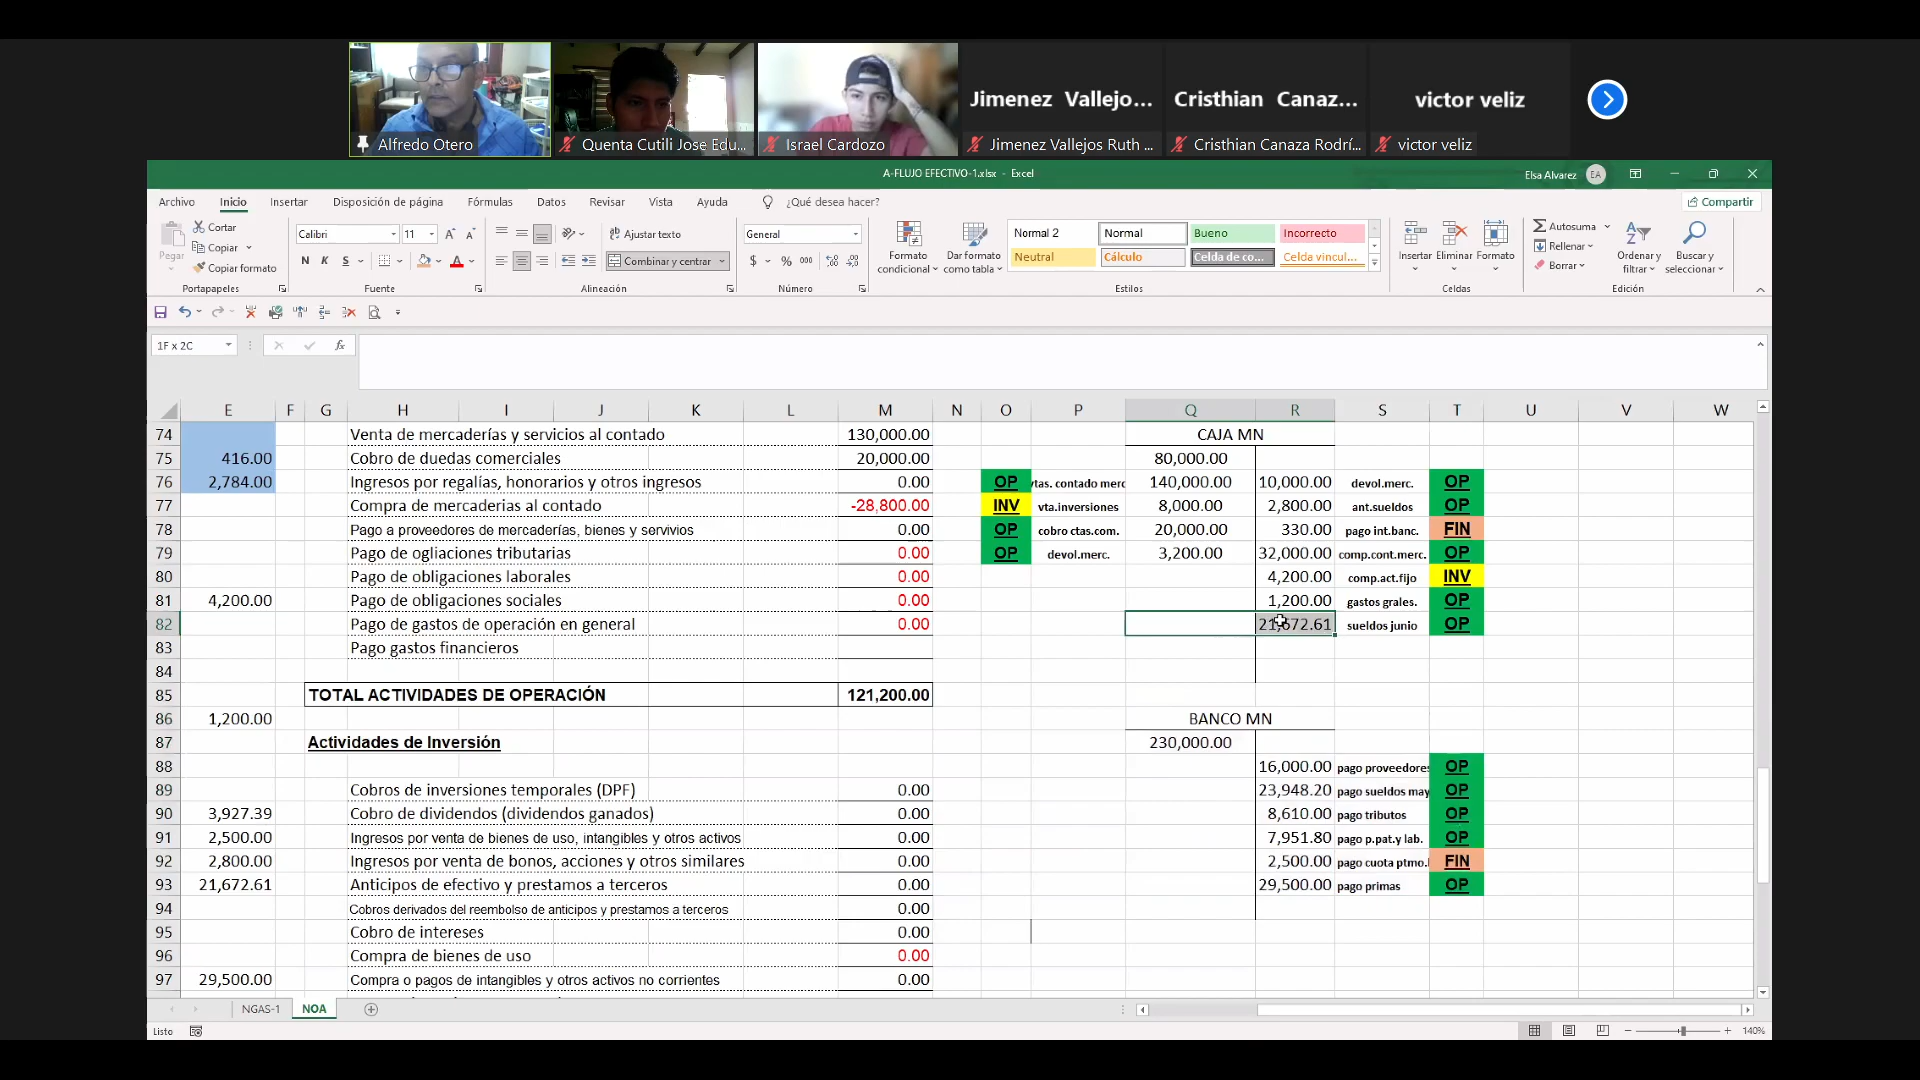 Jimenez Vallejo...
Cristhian Canaz...
victor veliz
Alfredo Otero
Quenta Cutili Jose Edu...
Israel Cardozo
Jimenez Vallejos Ruth ...
Cristhian Canaza Rodrí...
victor veliz
A-FLUJO EFECTIVO-1.xlsx - Excel
Elsa Alvarez EA
Archivo Inicio Insertar Disposición de página Fórmulas Datos Revisar Vista Ayuda ¿Qué desea hacer? Compartir
Pegar Cortar Copiar Copiar formato
Calibri 11 N K S
Ajustar texto
Combinar y centrar
General
$ % 000
Formato condicional
Dar formato como tabla
Normal 2 Normal Bueno Incorrecto
Neutral Cálculo Celda de co... Celda vincul...
Insertar Eliminar Formato
Autosuma
Rellenar
Borrar
Ordenar y filtrar
Buscar y seleccionar
Portapapeles Fuente Alineación Número Estilos Celdas Edición
1F x 2C fx
E F G H I J K L M N O P Q R S T U V W
74 Venta de mercaderías y servicios al contado 130,000.00 CAJA MN
75 416.00 Cobro de duedas comerciales 20,000.00 80,000.00
76 2,784.00 Ingresos por regalías, honorarios y otros ingresos 0.00 OP vtas. contado merc 140,000.00 10,000.00 devol.merc. OP
77 Compra de mercaderias al contado -28,800.00 INV vta.inversiones 8,000.00 2,800.00 ant.sueldos OP
78 Pago a proveedores de mercaderías, bienes y servivios 0.00 OP cobro ctas.com. 20,000.00 330.00 pago int.banc. FIN
79 Pago de ogliaciones tributarias 0.00 OP devol.merc. 3,200.00 32,000.00 comp.cont.merc. OP
80 Pago de obligaciones laborales 0.00 4,200.00 comp.act.fijo INV
81 4,200.00 Pago de obligaciones sociales 0.00 1,200.00 gastos grales. OP
82 Pago de gastos de operación en general 0.00 21,672.61 sueldos junio OP
83 Pago gastos financieros
84
85 TOTAL ACTIVIDADES DE OPERACIÓN 121,200.00
86 1,200.00 BANCO MN
87 Actividades de Inversión 230,000.00
88 16,000.00 pago proveedores OP
89 Cobros de inversiones temporales (DPF) 0.00 23,948.20 pago sueldos may OP
90 3,927.39 Cobro de dividendos (dividendos ganados) 0.00 8,610.00 pago tributos OP
91 2,500.00 Ingresos por venta de bienes de uso, intangibles y otros activos 0.00 7,951.80 pago p.pat.y lab. OP
92 2,800.00 Ingresos por venta de bonos, acciones y otros similares 0.00 2,500.00 pago cuota ptmo. FIN
93 21,672.61 Anticipos de efectivo y prestamos a terceros 0.00 29,500.00 pago primas OP
94 Cobros derivados del reembolso de anticipos y prestamos a terceros 0.00
95 Cobro de intereses 0.00
96 Compra de bienes de uso 0.00
97 29,500.00 Compra o pagos de intangibles y otros activos no corrientes 0.00
NGAS-1 NOA
Listo 140%